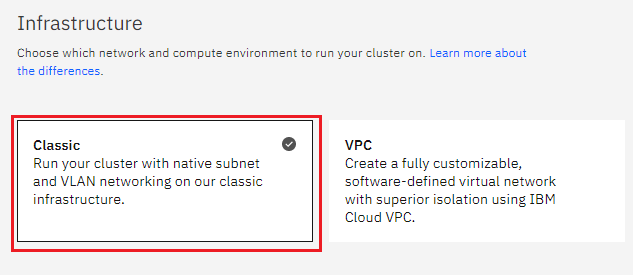 Infrastructure
Choose which network and compute environment to run your cluster on. Learn more about
the differences.
Classic
Run your cluster with native subnet
and VLAN networking on our classic
infrastructure.
VPC
Create a fully customizable,
software-defined virtual network
with superior isolation using IBM
Cloud VPC.